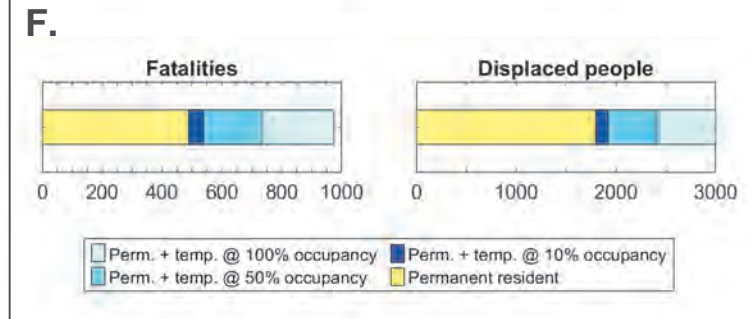 F.
Fatalities
Displaced people
0 200 400 600 800 1000
0 1000 2000 3000
Perm. + temp. @ 100% occupancy
Perm. + temp. @ 10% occupancy
Perm. + temp. @ 50% occupancy
Permanent resident